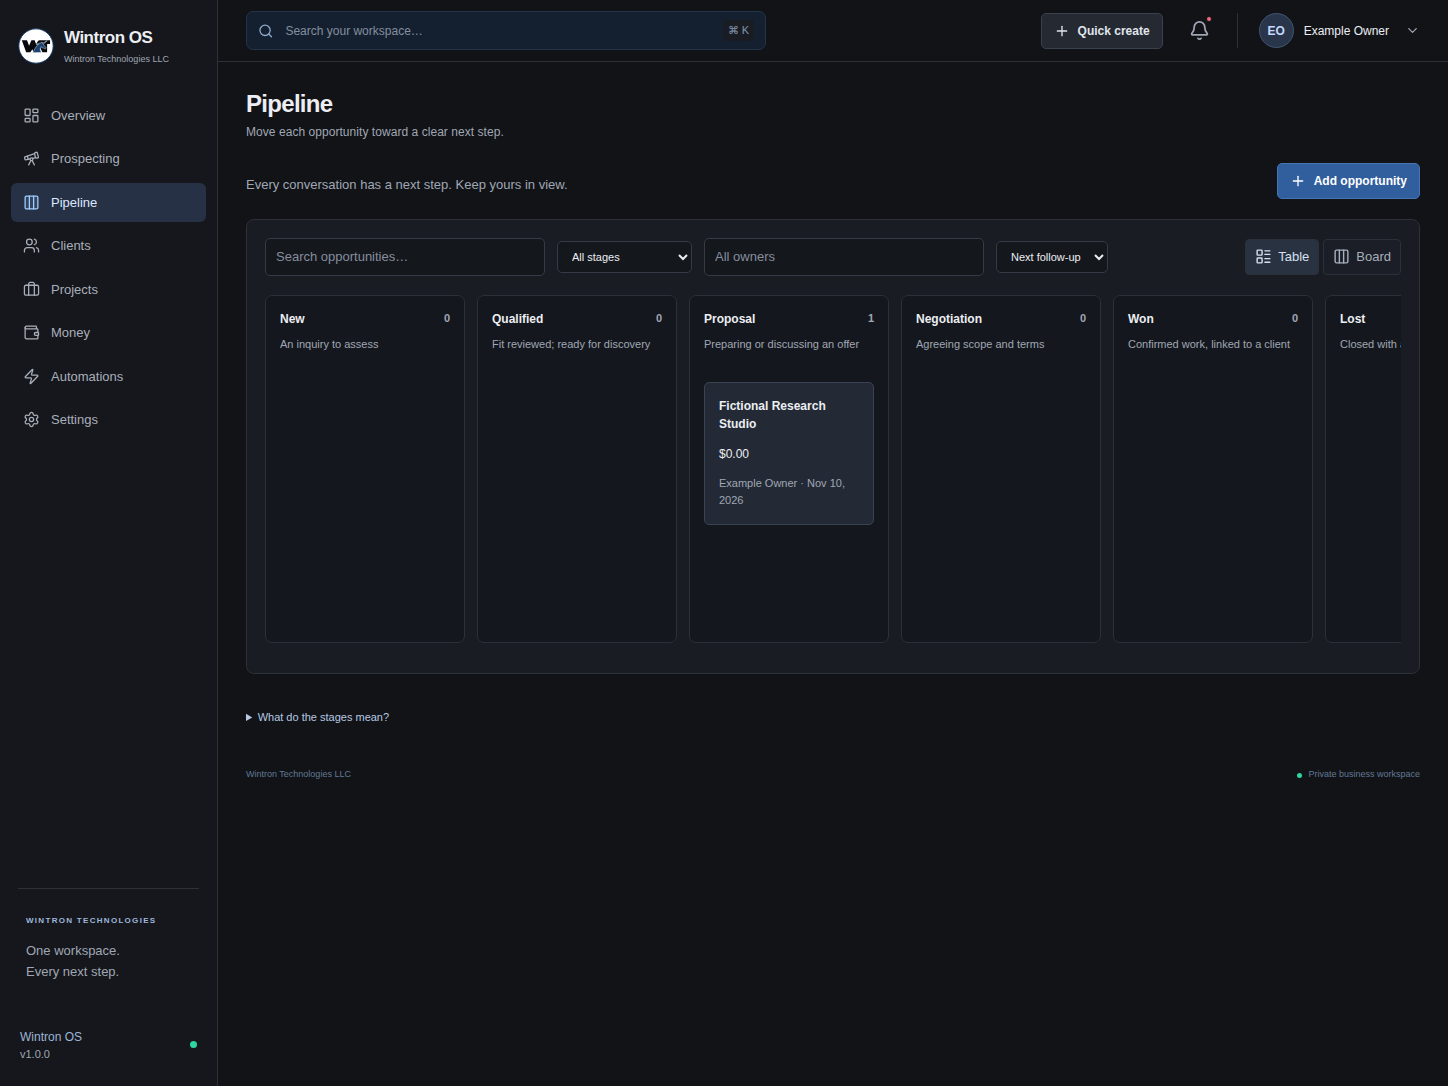 Wintron OS
Wintron Technologies LLC
Overview
Prospecting
Pipeline
Clients
Projects
Money
Automations
Settings
WINTRON TECHNOLOGIES
One workspace.
Every next step.
Wintron OS
v1.0.0
Search your workspace…
⌘ K
Quick create
EO
Example Owner
Pipeline
Move each opportunity toward a clear next step.
Every conversation has a next step. Keep yours in view.
Add opportunity
Search opportunities…
All stages
All owners
Next follow-up
Table
Board
New 0
An inquiry to assess
Qualified 0
Fit reviewed; ready for discovery
Proposal 1
Preparing or discussing an offer
Fictional Research
Studio
$0.00
Example Owner · Nov 10,
2026
Negotiation 0
Agreeing scope and terms
Won 0
Confirmed work, linked to a client
Lost
Closed with
What do the stages mean?
Wintron Technologies LLC
Private business workspace